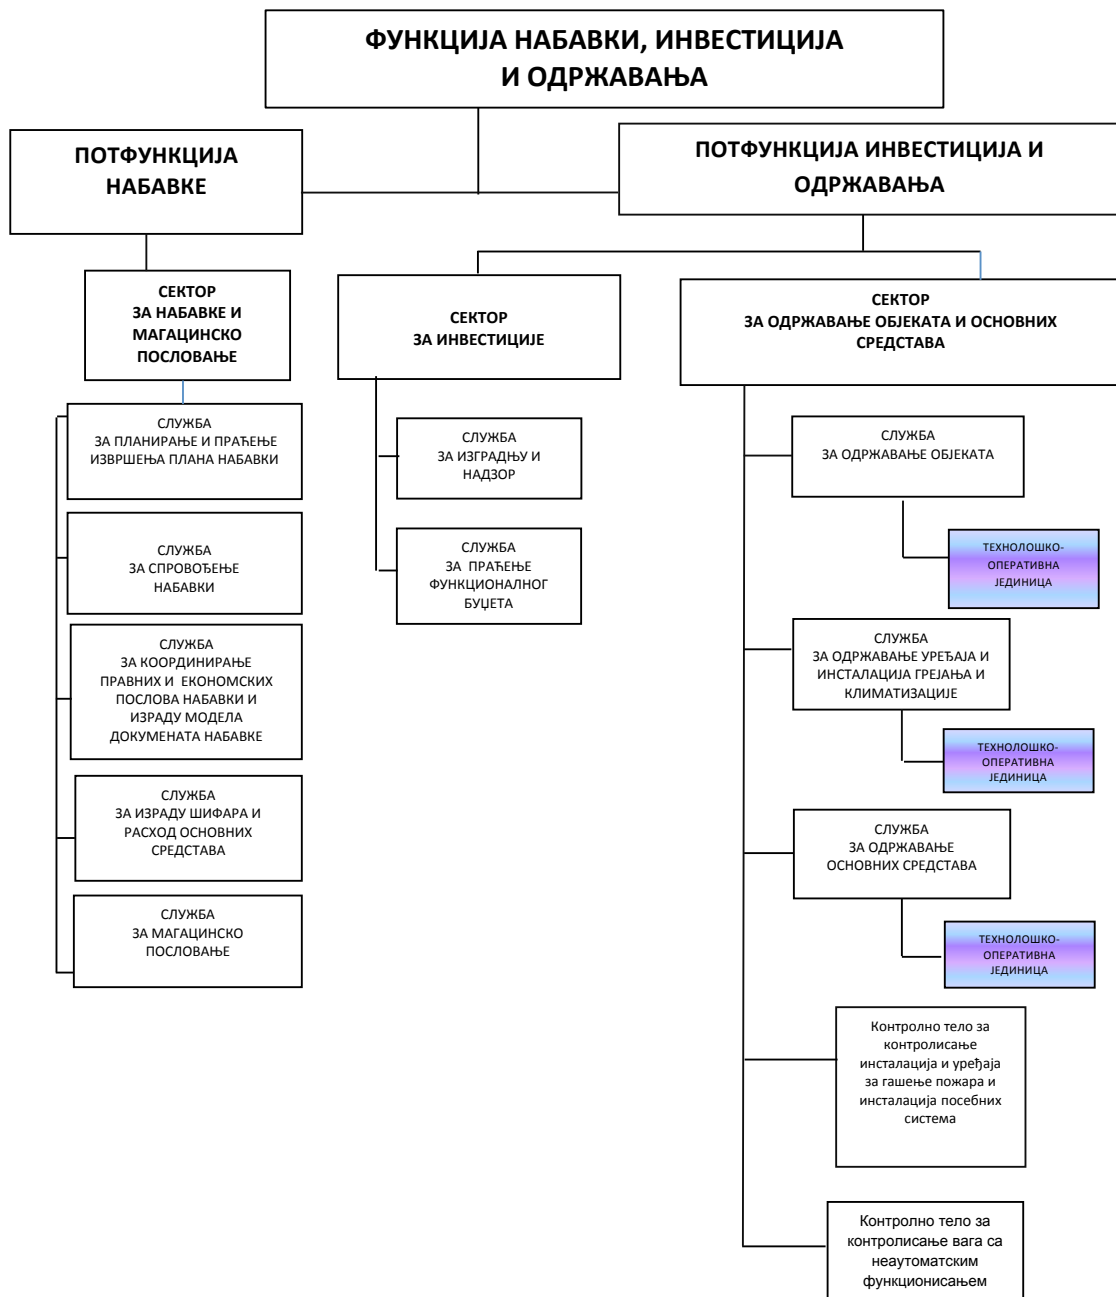 ФУНКЦИЈА НАБАВКИ, ИНВЕСТИЦИЈА
И ОДРЖАВАЊА
ПОТФУНКЦИЈА
НАБАВКЕ
ПОТФУНКЦИЈА ИНВЕСТИЦИЈА И
ОДРЖАВАЊА
СЕКТОР
ЗА НАБАВКЕ И
МАГАЦИНСКО
ПОСЛОВАЊЕ
СЕКТОР
ЗА ИНВЕСТИЦИЈЕ
СЕКТОР
ЗА ОДРЖАВАЊЕ ОБЈЕКАТА И ОСНОВНИХ
СРЕДСТАВА
СЛУЖБА
ЗА ПЛАНИРАЊЕ И ПРАЋЕЊЕ
ИЗВРШЕЊА ПЛАНА НАБАВКИ
СЛУЖБА
ЗА СПРОВОЂЕЊЕ
НАБАВКИ
СЛУЖБА
ЗА КООРДИНИРАЊЕ
ПРАВНИХ И ЕКОНОМСКИХ
ПОСЛОВА НАБАВКИ И
ИЗРАДУ МОДЕЛА
ДОКУМЕНАТА НАБАВКЕ
СЛУЖБА
ЗА ИЗРАДУ ШИФАРА И
РАСХОД ОСНОВНИХ
СРЕДСТАВА
СЛУЖБА
ЗА МАГАЦИНСКО
ПОСЛОВАЊЕ
СЛУЖБА
ЗА ИЗГРАДЊУ И
НАДЗОР
СЛУЖБА
ЗА ПРАЋЕЊЕ
ФУНКЦИОНАЛНОГ
БУЏЕТА
СЛУЖБА
ЗА ОДРЖАВАЊЕ ОБЈЕКАТА
ТЕХНОЛОШКО-
ОПЕРАТИВНА
ЈЕДИНИЦА
СЛУЖБА
ЗА ОДРЖАВАЊЕ УРЕЂАЈА И
ИНСТАЛАЦИЈА ГРЕЈАЊА И
КЛИМАТИЗАЦИЈЕ
ТЕХНОЛОШКО-
ОПЕРАТИВНА
ЈЕДИНИЦА
СЛУЖБА
ЗА ОДРЖАВАЊЕ
ОСНОВНИХ СРЕДСТАВА
ТЕХНОЛОШКО-
ОПЕРАТИВНА
ЈЕДИНИЦА
Контролно тело за
контролисање
инсталација и уређаја
за гашење пожара и
инсталација посебних
система
Контролно тело за
контролисање вага са
неаутоматским
функционисањем